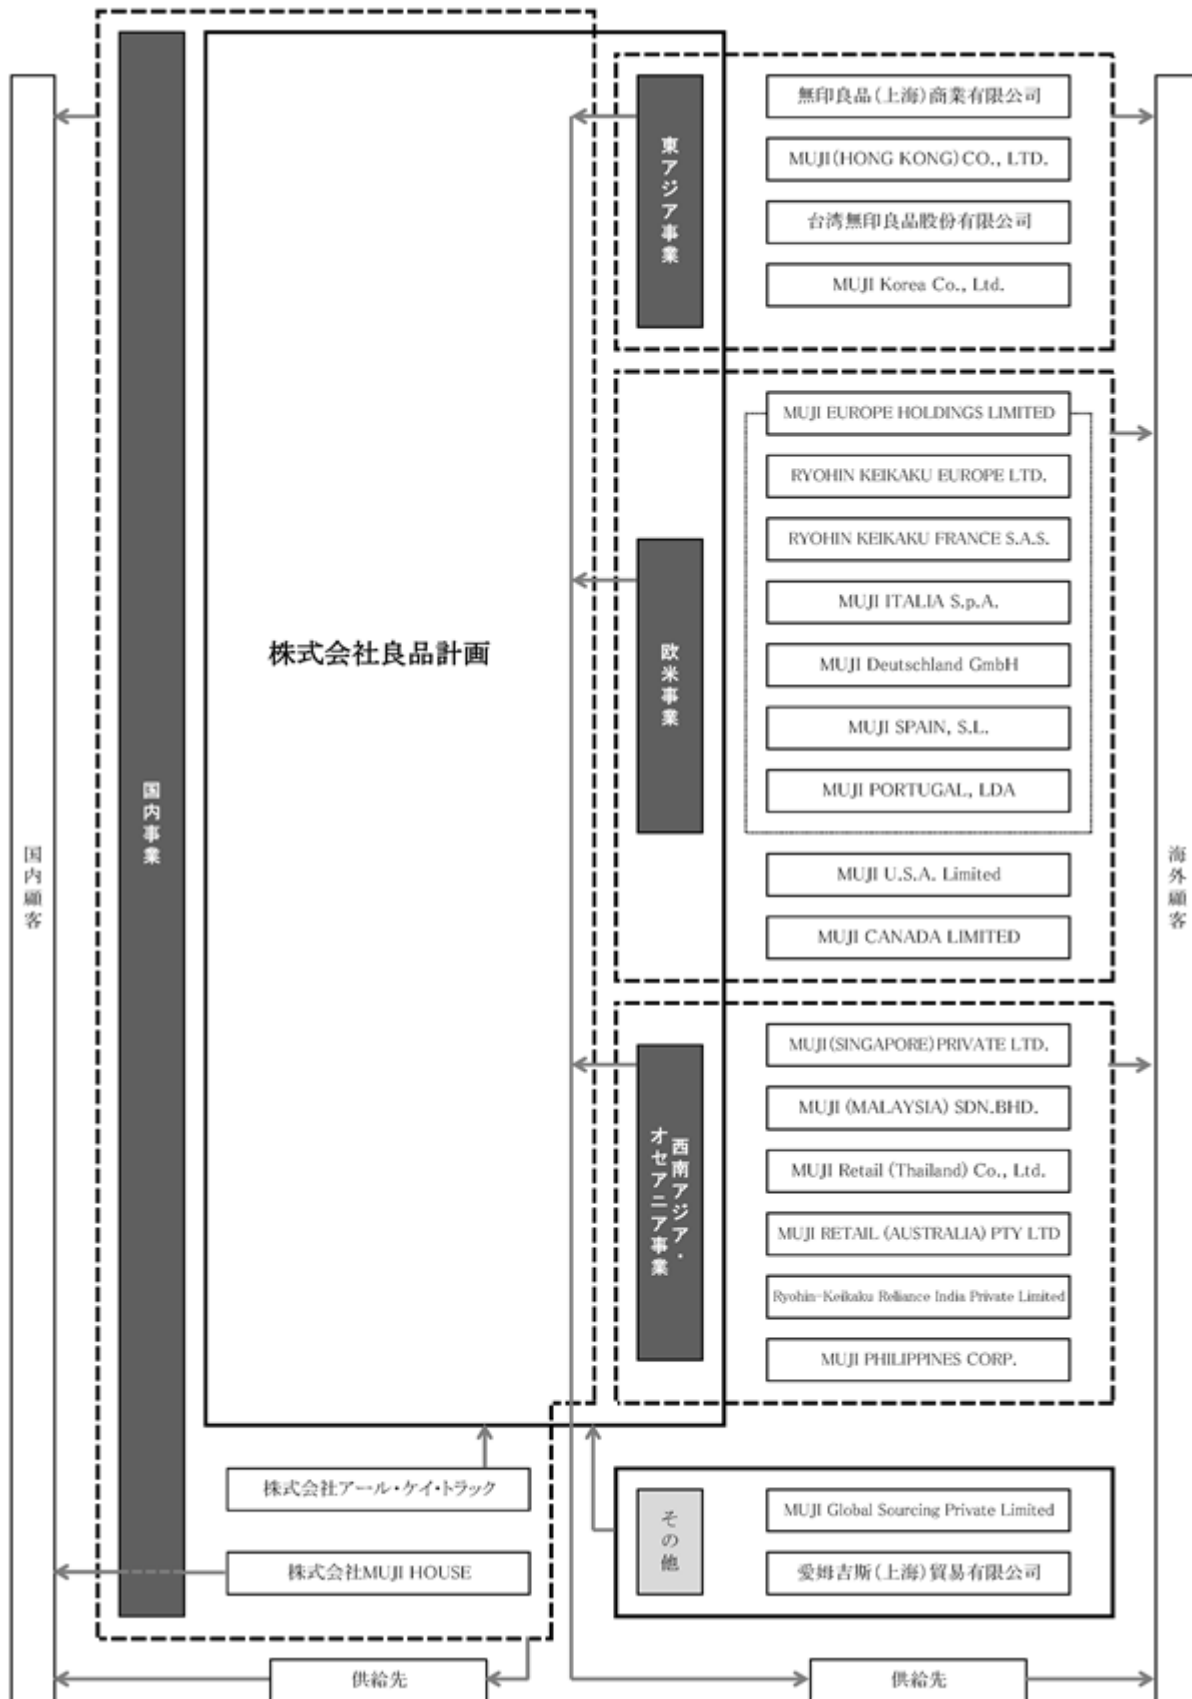 国内顧客
国内事業
株式会社良品計画
東アジア事業
無印良品(上海)商業有限公司
MUJI(HONG KONG)CO., LTD.
台湾無印良品股份有限公司
MUJI Korea Co., Ltd.
欧米事業
MUJI EUROPE HOLDINGS LIMITED
RYOHIN KEIKAKU EUROPE LTD.
RYOHIN KEIKAKU FRANCE S.A.S.
MUJI ITALIA S.p.A.
MUJI Deutschland GmbH
MUJI SPAIN, S.L.
MUJI PORTUGAL, LDA
MUJI U.S.A. Limited
MUJI CANADA LIMITED
西南アジア・
オセアニア事業
MUJI(SINGAPORE)PRIVATE LTD.
MUJI (MALAYSIA) SDN.BHD.
MUJI Retail (Thailand) Co., Ltd.
MUJI RETAIL (AUSTRALIA) PTY LTD
Ryohin-Keikaku Reliance India Private Limited
MUJI PHILIPPINES CORP.
海外顧客
株式会社アール・ケイ・トラック
株式会社MUJI HOUSE
その他
MUJI Global Sourcing Private Limited
愛姆吉斯(上海)貿易有限公司
供給先
供給先